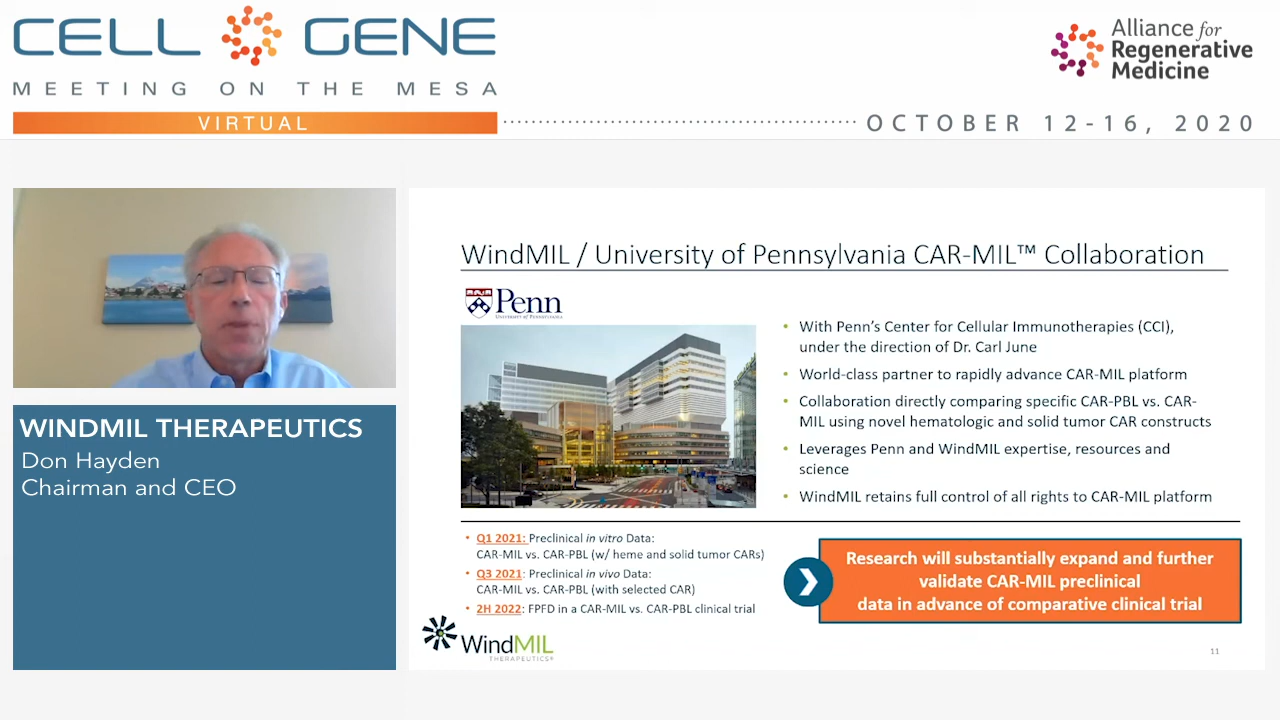 CELL GENE
MEETING ON THE MESA
VIRTUAL
OCTOBER 12-16, 2020
Alliance for
Regenerative
Medicine
WINDMIL THERAPEUTICS
Don Hayden
Chairman and CEO
WindMIL / University of Pennsylvania CAR-MIL™ Collaboration
Penn
UNIVERSITY OF PENNSYLVANIA
• With Penn's Center for Cellular Immunotherapies (CCI),
under the direction of Dr. Carl June
• World-class partner to rapidly advance CAR-MIL platform
• Collaboration directly comparing specific CAR-PBL vs. CAR-
MIL using novel hematologic and solid tumor CAR constructs
• Leverages Penn and WindMIL expertise, resources and
science
• WindMIL retains full control of all rights to CAR-MIL platform
• Q1 2021: Preclinical in vitro Data:
CAR-MIL vs. CAR-PBL (w/ heme and solid tumor CARs)
• Q3 2021: Preclinical in vivo Data:
CAR-MIL vs. CAR-PBL (with selected CAR)
• 2H 2022: FPFD in a CAR-MIL vs. CAR-PBL clinical trial
Research will substantially expand and further
validate CAR-MIL preclinical
data in advance of comparative clinical trial
WindMIL
THERAPEUTICS®
11